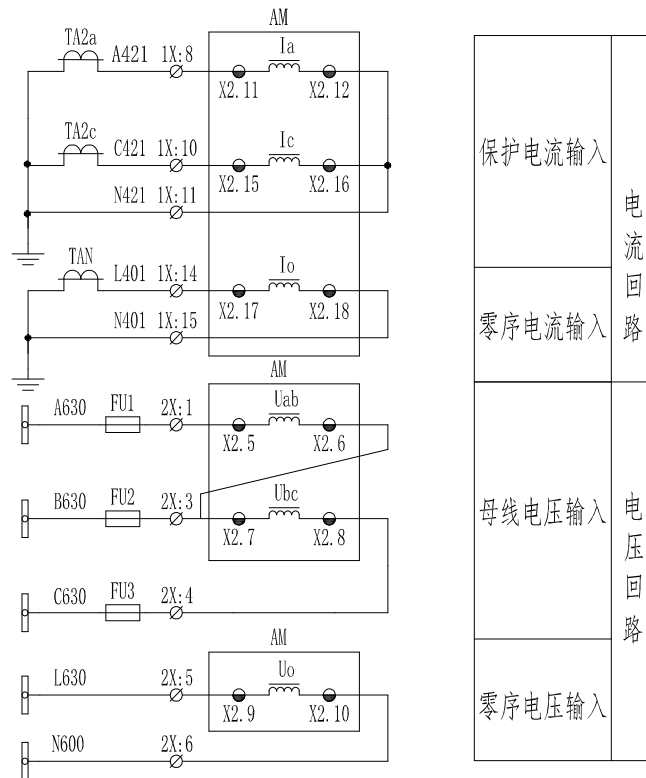 AM
TA2a A421 1X:8 Ia
X2.11 X2.12
TA2c C421 1X:10 Ic
N421 1X:11 X2.15 X2.16
TAN L401 1X:14 Io
N401 1X:15 X2.17 X2.18
AM
A630 FU1 2X:1 Uab
X2.5 X2.6
B630 FU2 2X:3 Ubc
X2.7 X2.8
C630 FU3 2X:4
AM
L630 2X:5 Uo
X2.9 X2.10
N600 2X:6
保护电流输入
零序电流输入
电流回路
母线电压输入
零序电压输入
电压回路